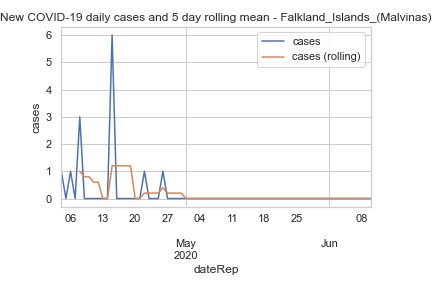 New COVID-19 daily cases and 5 day rolling mean - Falkland_Islands_(Malvinas)
cases
cases (rolling)
6
5
4
3
2
1
0
cases
06 13 20 27 04 11 18 25 08
May Jun
2020
dateRep